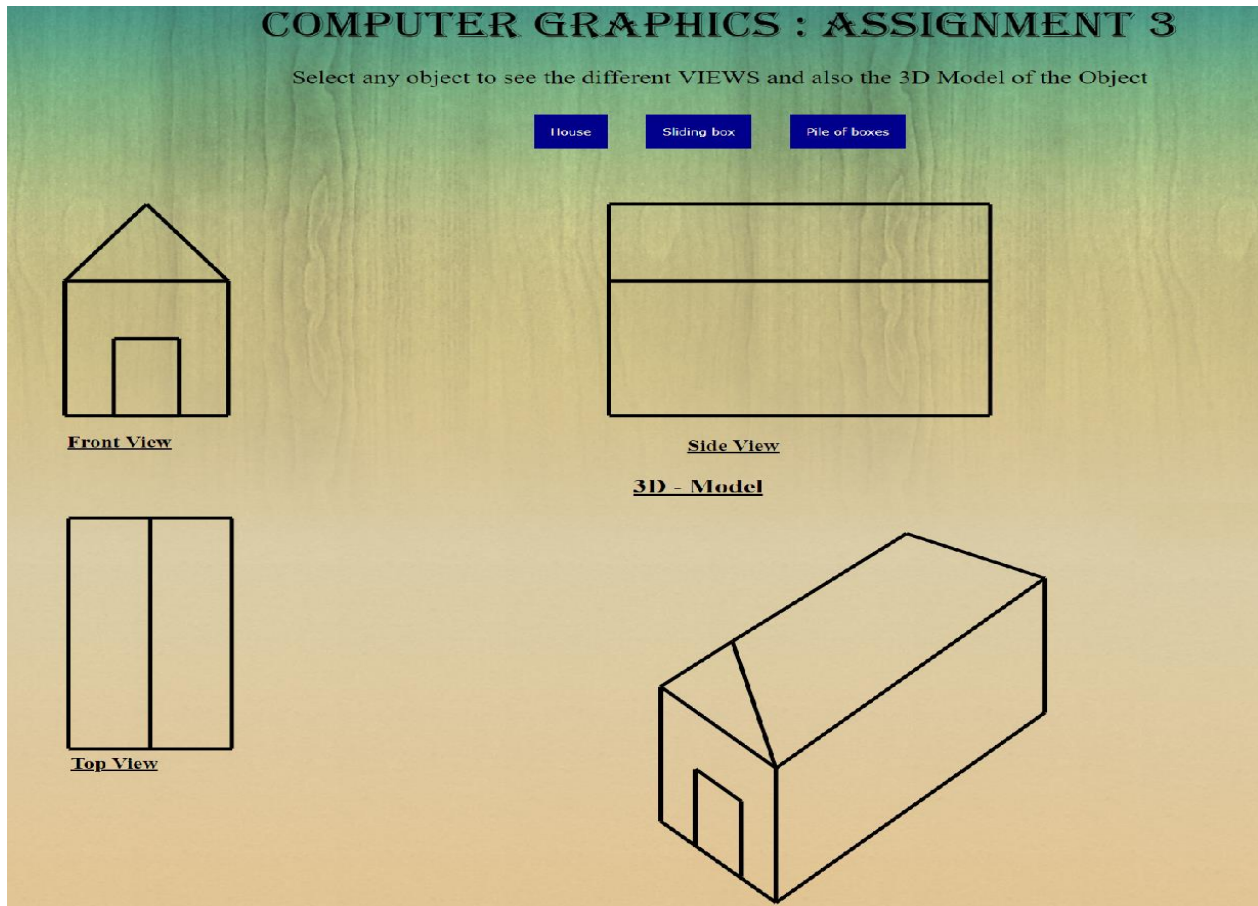 COMPUTER GRAPHICS : ASSIGNMENT 3
Select any object to see the different VIEWS and also the 3D Model of the Object
House
Sliding box
Pile of boxes
Front View
Side View
3D - Model
Top View